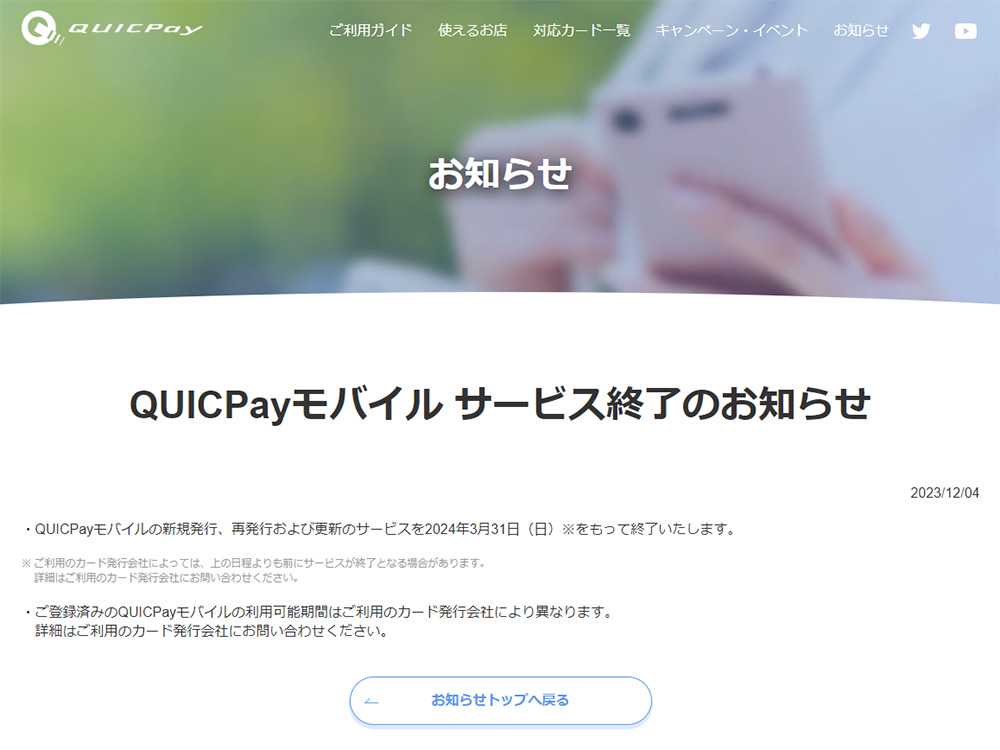 QUICPay
ご利用ガイド 使えるお店 対応カード一覧 キャンペーン・イベント お知らせ
お知らせ
QUICPayモバイル サービス終了のお知らせ
2023/12/04
・QUICPayモバイルの新規発行、再発行および更新のサービスを2024年3月31日（日）※をもって終了いたします。
※ ご利用のカード発行会社によっては、上の日程よりも前にサービスが終了となる場合があります。
詳細はご利用のカード発行会社にお問い合わせください。
・ご登録済みのQUICPayモバイルの利用可能期間はご利用のカード発行会社により異なります。
詳細はご利用のカード発行会社にお問い合わせください。
お知らせトップへ戻る